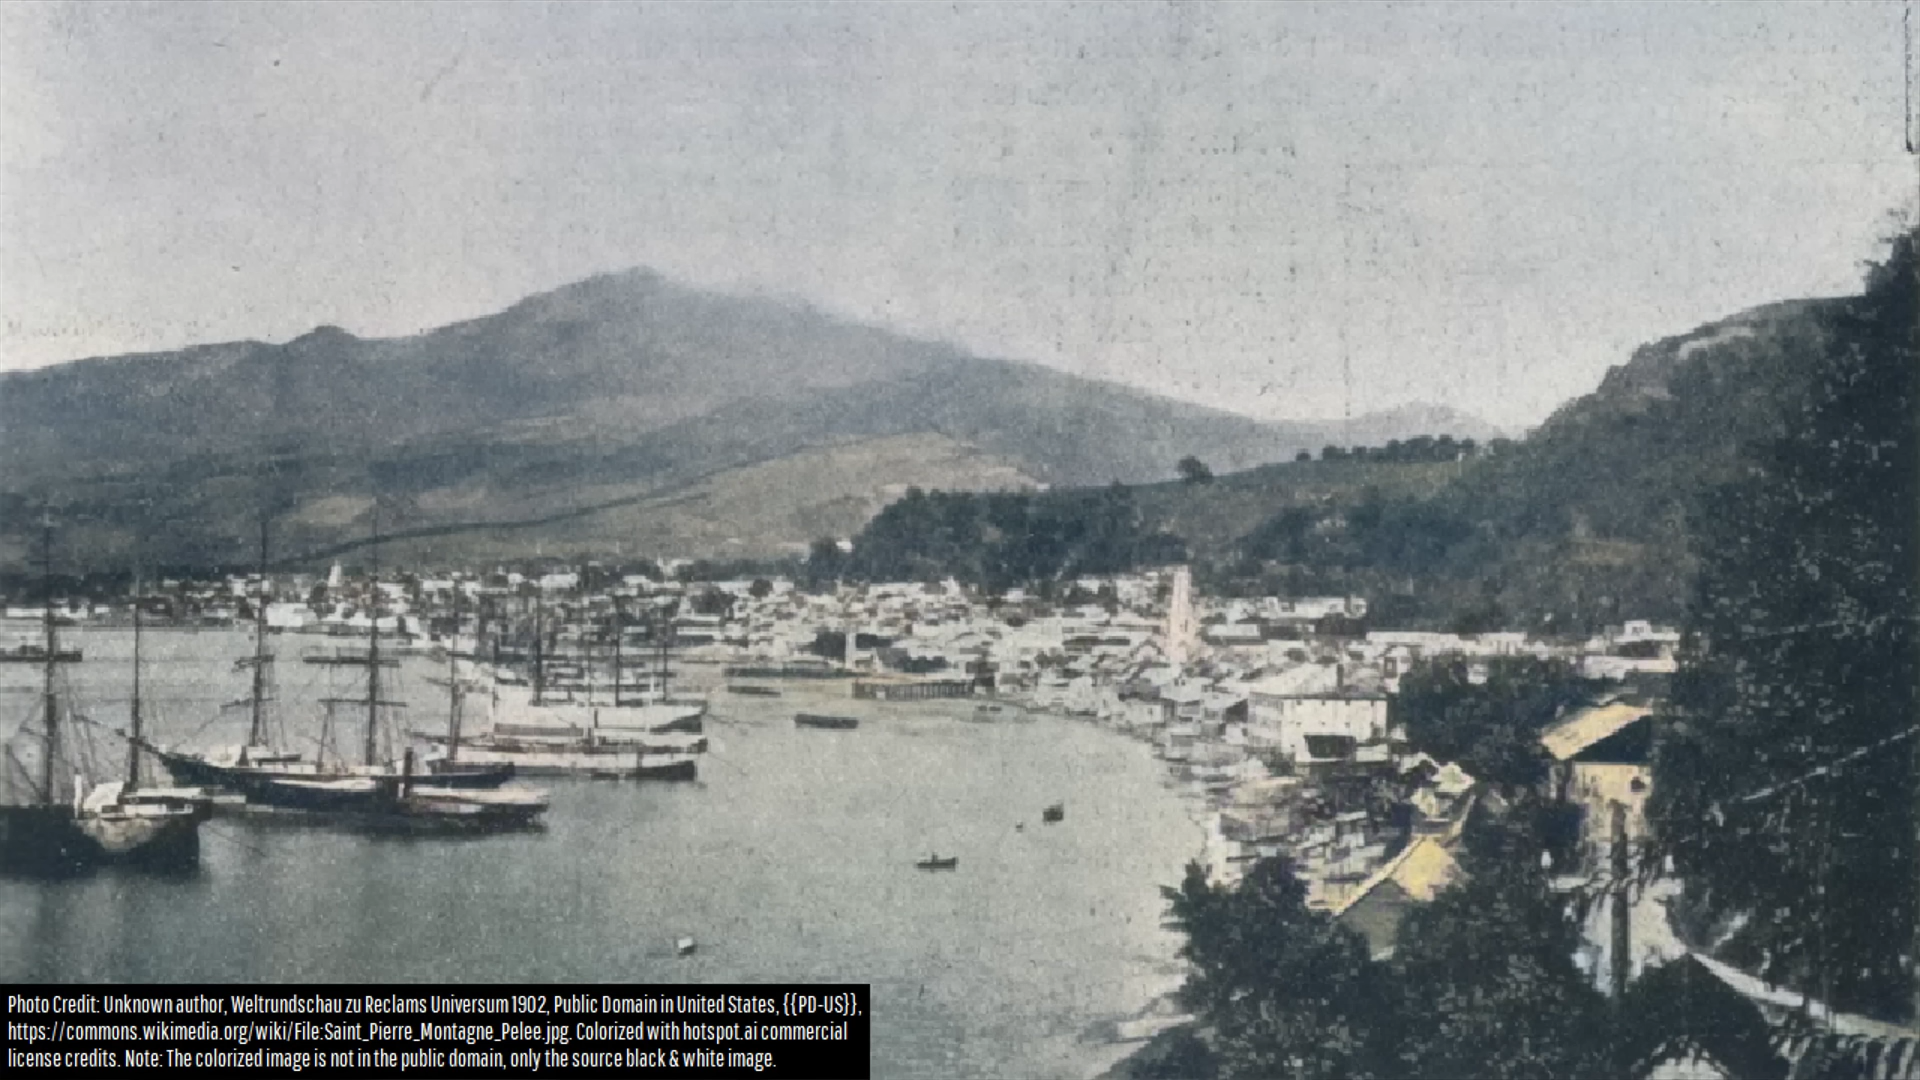 Photo Credit: Unknown author, Weltrundschau zu Reclams Universum 1902, Public Domain in United States, {{PD-US}},
https://commons.wikimedia.org/wiki/File:Saint_Pierre_Montagne_Pelee.jpg. Colorized with hotspot.ai commercial
license credits. Note: The colorized image is not in the public domain, only the source black & white image.